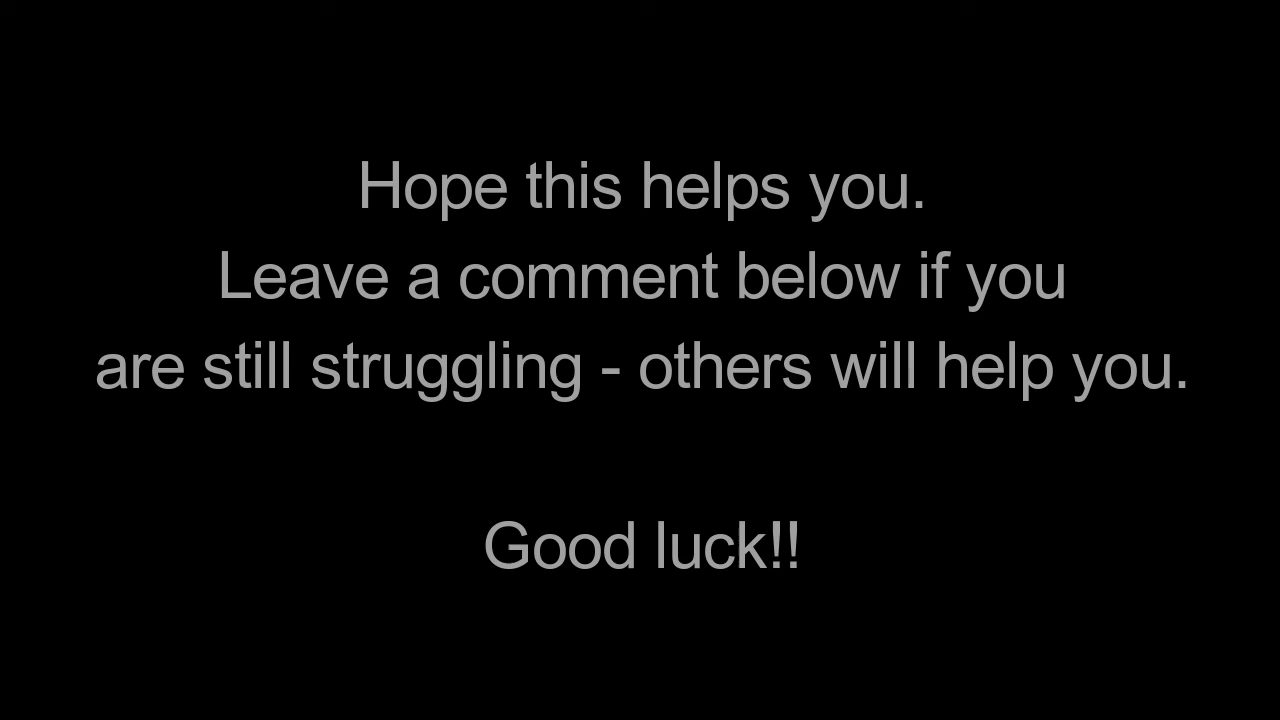 Hope this helps you.
Leave a comment below if you
are still struggling - others will help you.
Good luck!!